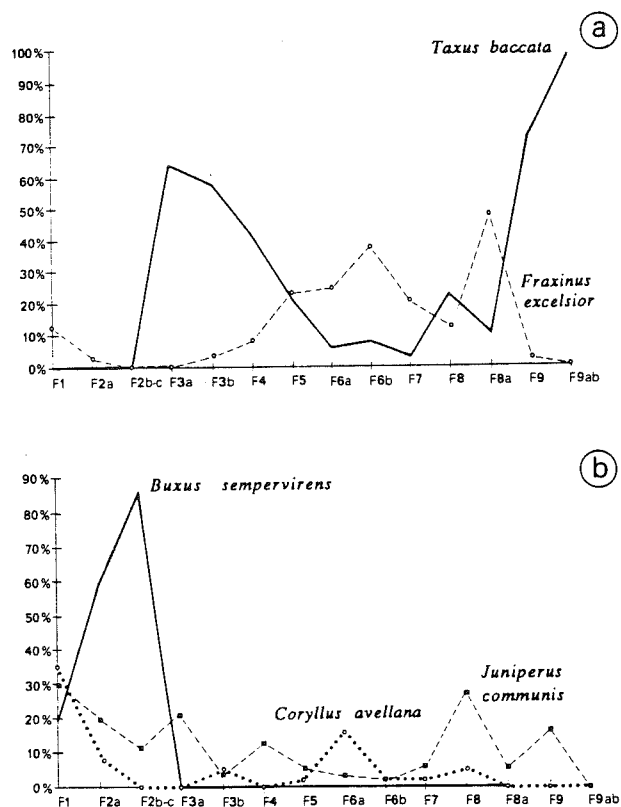 a
Taxus baccata
100%
90%
80%
70%
60%
50%
40%
30%
20%
10%
0%
Fraxinus
excelsior
F1 F2a F2b-c F3a F3b F4 F5 F6a F6b F7 F8 F8a F9 F9ab
b
90%
80%
70%
60%
50%
40%
30%
20%
10%
0%
Buxus sempervirens
Juniperus
communis
Coryllus avellana
F1 F2a F2b-c F3a F3b F4 F5 F6a F6b F7 F8 F8a F9 F9ab